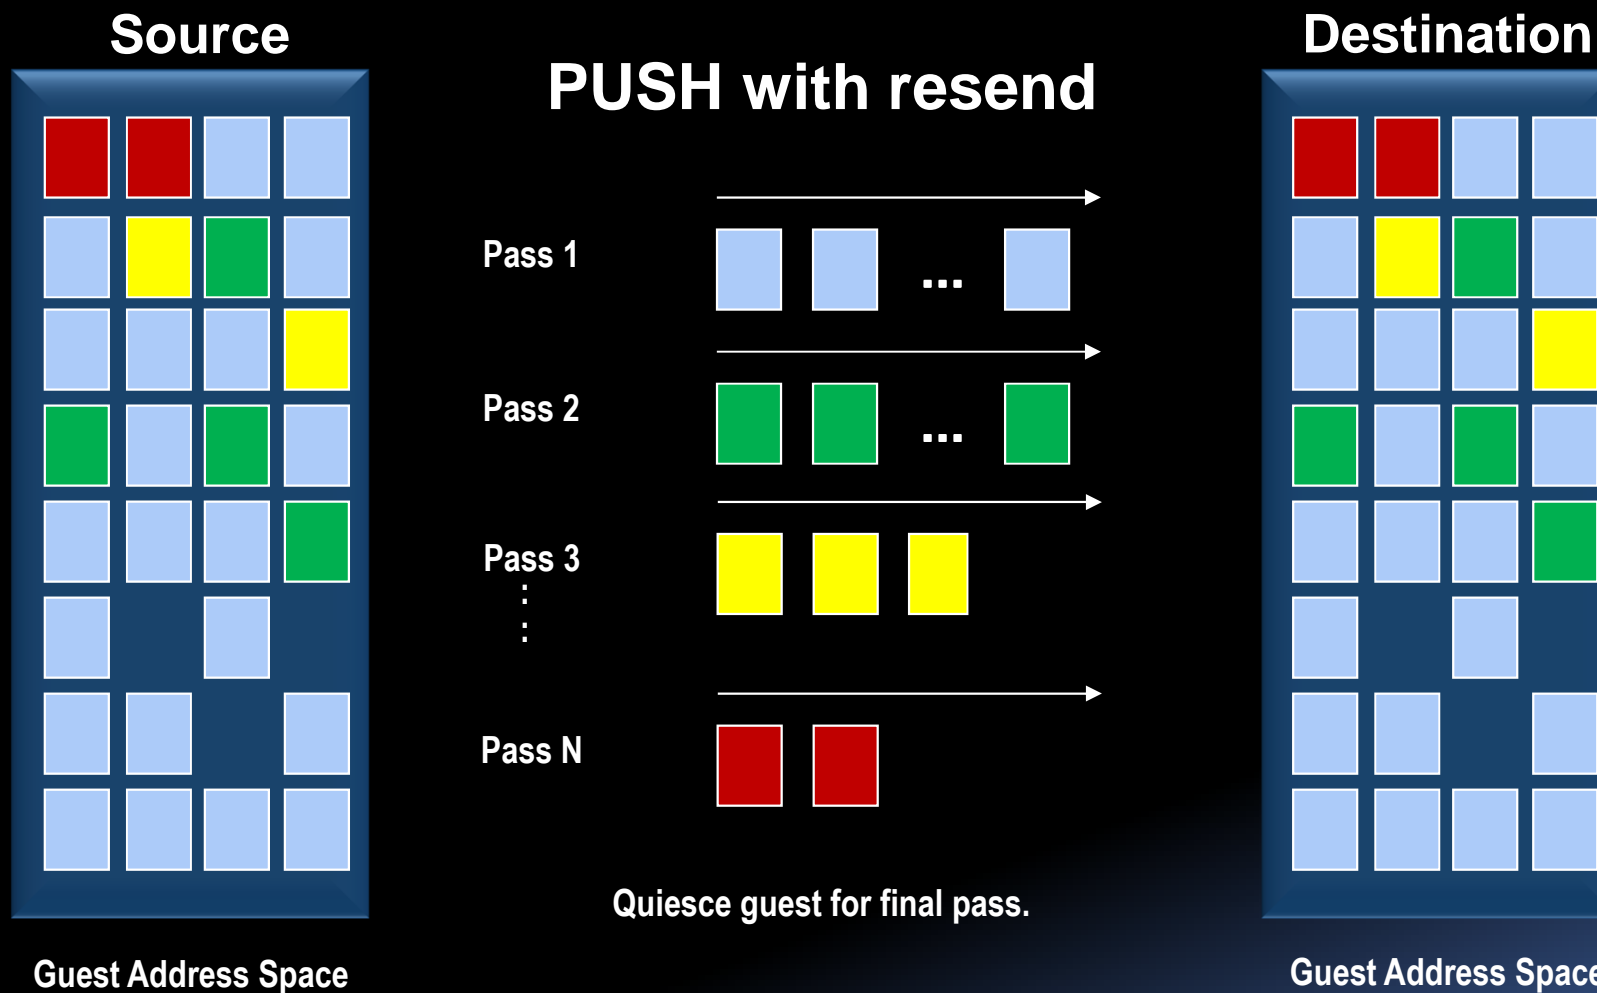 Source
PUSH with resend
Destination
Pass 1
...
Pass 2
...
Pass 3
:
:
Pass N
Quiesce guest for final pass.
Guest Address Space
Guest Address Space